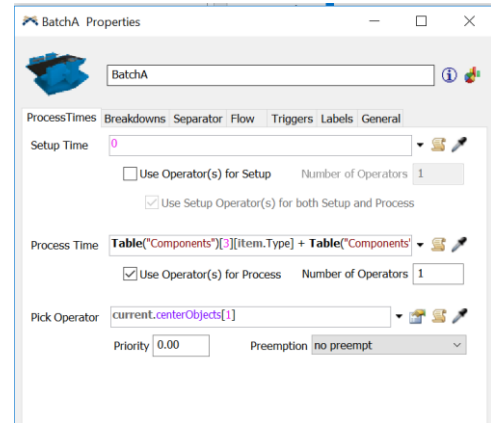 BatchA Properties
BatchA
ProcessTimes Breakdowns Separator Flow Triggers Labels General
Setup Time 0
Use Operator(s) for Setup Number of Operators 1
Use Setup Operator(s) for both Setup and Process
Process Time Table("Components")[3][item.Type] + Table("Components'
Use Operator(s) for Process Number of Operators 1
Pick Operator current.centerObjects[1]
Priority 0.00 Preemption no preempt